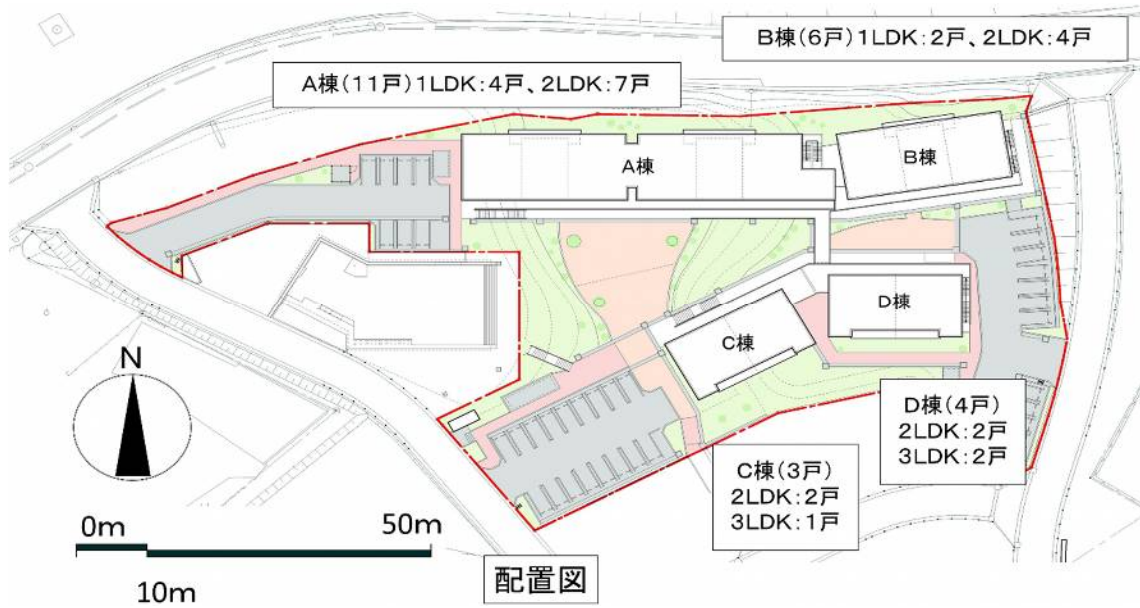 B棟(6戸)1LDK:2戸、2LDK:4戸
A棟(11戸)1LDK:4戸、2LDK:7戸
A棟
B棟
D棟
C棟
N
D棟(4戸)
2LDK:2戸
3LDK:2戸
C棟(3戸)
2LDK:2戸
3LDK:1戸
0m
50m
10m
配置図